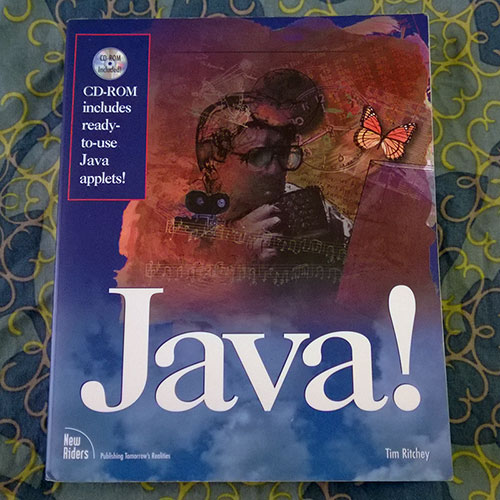 CD-ROM
Included!
CD-ROM
includes
ready-
to-use
Java
applets!
Java!
New
Riders
Publishing Tomorrow's Realities
Tim Ritchey